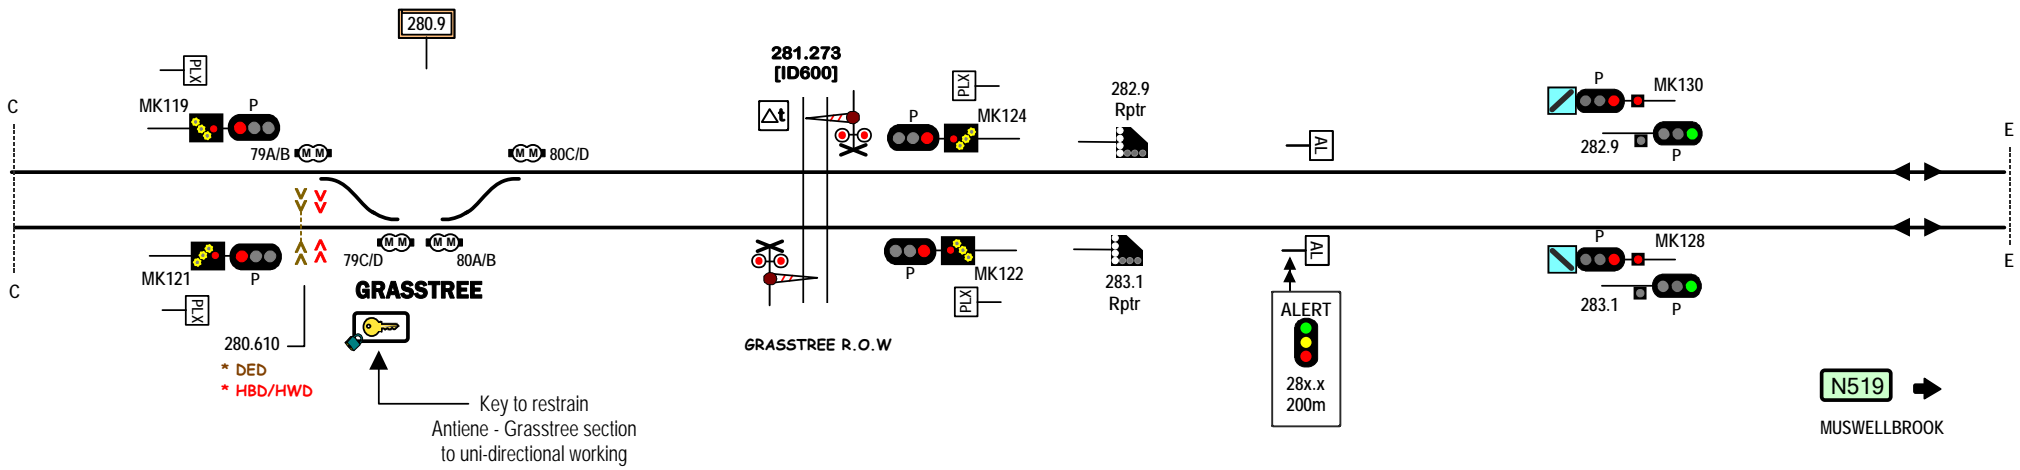 280.9
281.273
[ID600]
PLX
MK119
P
C
79A/B
M M
M M
80C/D
Δt
P
PLX
MK124
282.9
Rptr
AL
P
MK130
282.9
P
E
C
MK121
P
PLX
79C/D
M M
M M
80A/B
GRASSTREE
280.610
* DED
* HBD/HWD
Key to restrain
Antiene - Grasstree section
to uni-directional working
GRASSTREE R.O.W
P
MK122
PLX
283.1
Rptr
AL
ALERT
28x.x
200m
P
MK128
283.1
P
E
N519
MUSWELLBROOK